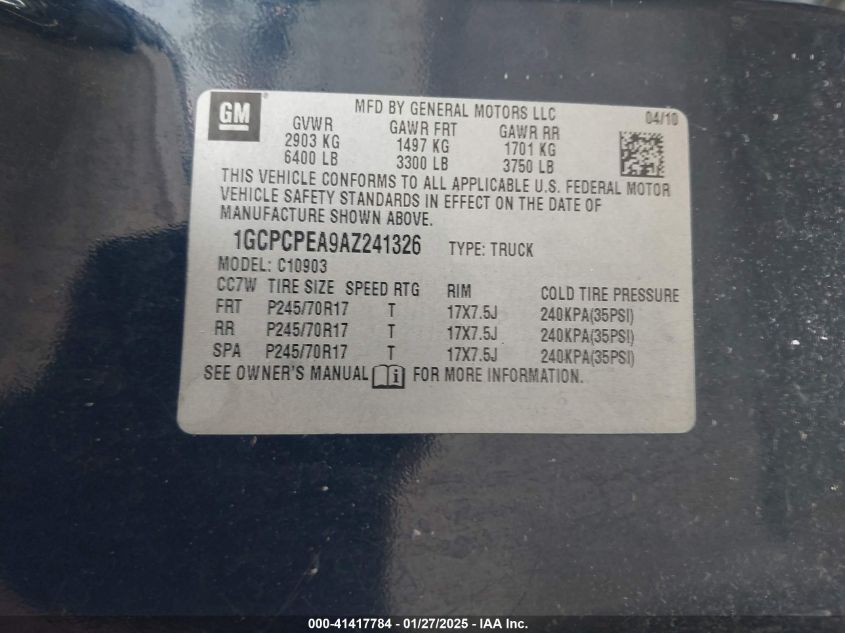 GM
MFD BY GENERAL MOTORS LLC
04/10
GVWR GAWR FRT GAWR RR
2903 KG 1497 KG 1701 KG
6400 LB 3300 LB 3750 LB
THIS VEHICLE CONFORMS TO ALL APPLICABLE U.S. FEDERAL MOTOR
VEHICLE SAFETY STANDARDS IN EFFECT ON THE DATE OF
MANUFACTURE SHOWN ABOVE.
1GCPCPEA9AZ241326 TYPE: TRUCK
MODEL: C10903
CC7W TIRE SIZE SPEED RTG RIM COLD TIRE PRESSURE
FRT P245/70R17 T 17X7.5J 240KPA(35PSI)
RR P245/70R17 T 17X7.5J 240KPA(35PSI)
SPA P245/70R17 T 17X7.5J 240KPA(35PSI)
SEE OWNER'S MANUAL i FOR MORE INFORMATION.
000-41417784 - 01/27/2025 - IAA Inc.